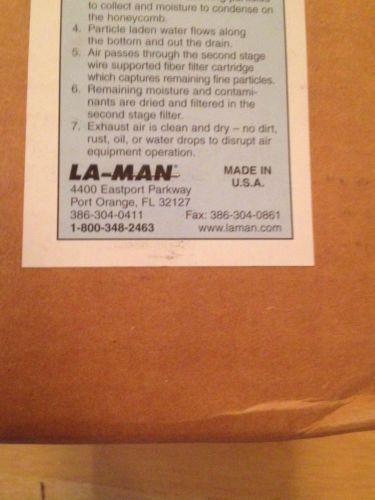 to collect and moisture to condense on
the honeycomb.
4. Particle laden water flows along
the bottom and out the drain.
5. Air passes through the second stage
wire supported fiber filter cartridge
which captures remaining fine particles.
6. Remaining moisture and contami-
nants are dried and filtered in the
second stage filter.
7. Exhaust air is clean and dry – no dirt,
rust, oil, or water drops to disrupt air
equipment operation.
LA-MAN® MADE IN
4400 Eastport Parkway U.S.A.
Port Orange, FL 32127
386-304-0411 Fax: 386-304-0861
1-800-348-2463 www.laman.com